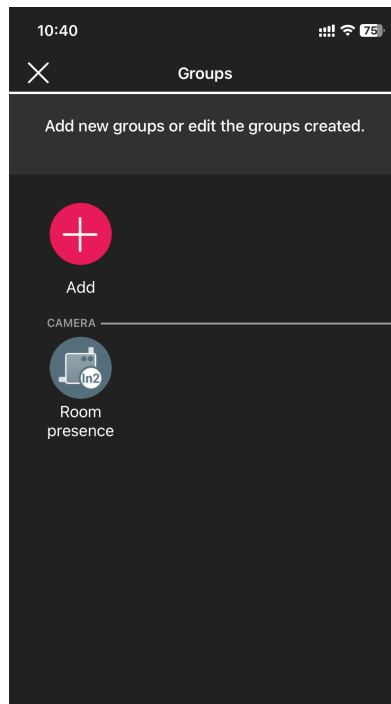 10:40
75
Groups
Add new groups or edit the groups created.
Add
CAMERA
In2
Room
presence